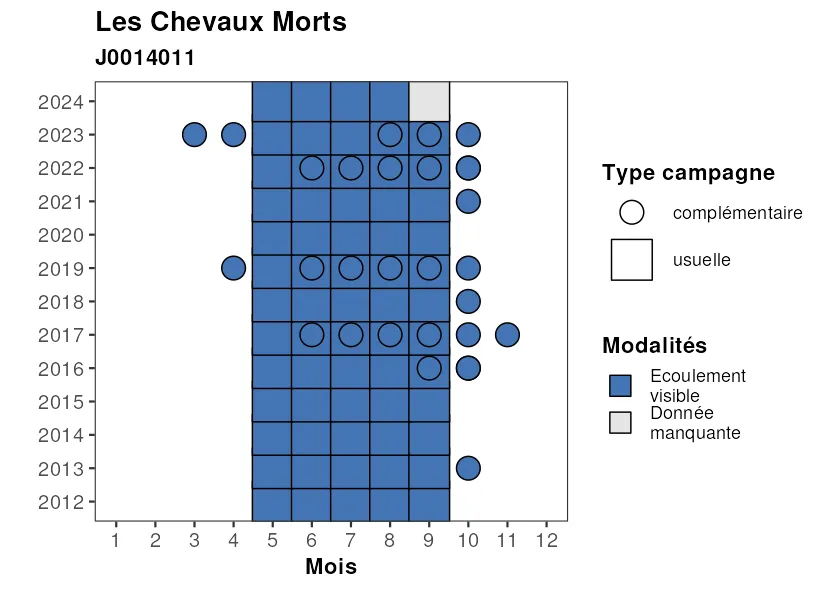 Les Chevaux Morts
J0014011
2024
2023
2022
2021
2020
2019
2018
2017
2016
2015
2014
2013
2012
1 2 3 4 5 6 7 8 9 10 11 12
Mois
Type campagne
complémentaire
usuelle
Modalités
Ecoulement
visible
Donnée
manquante